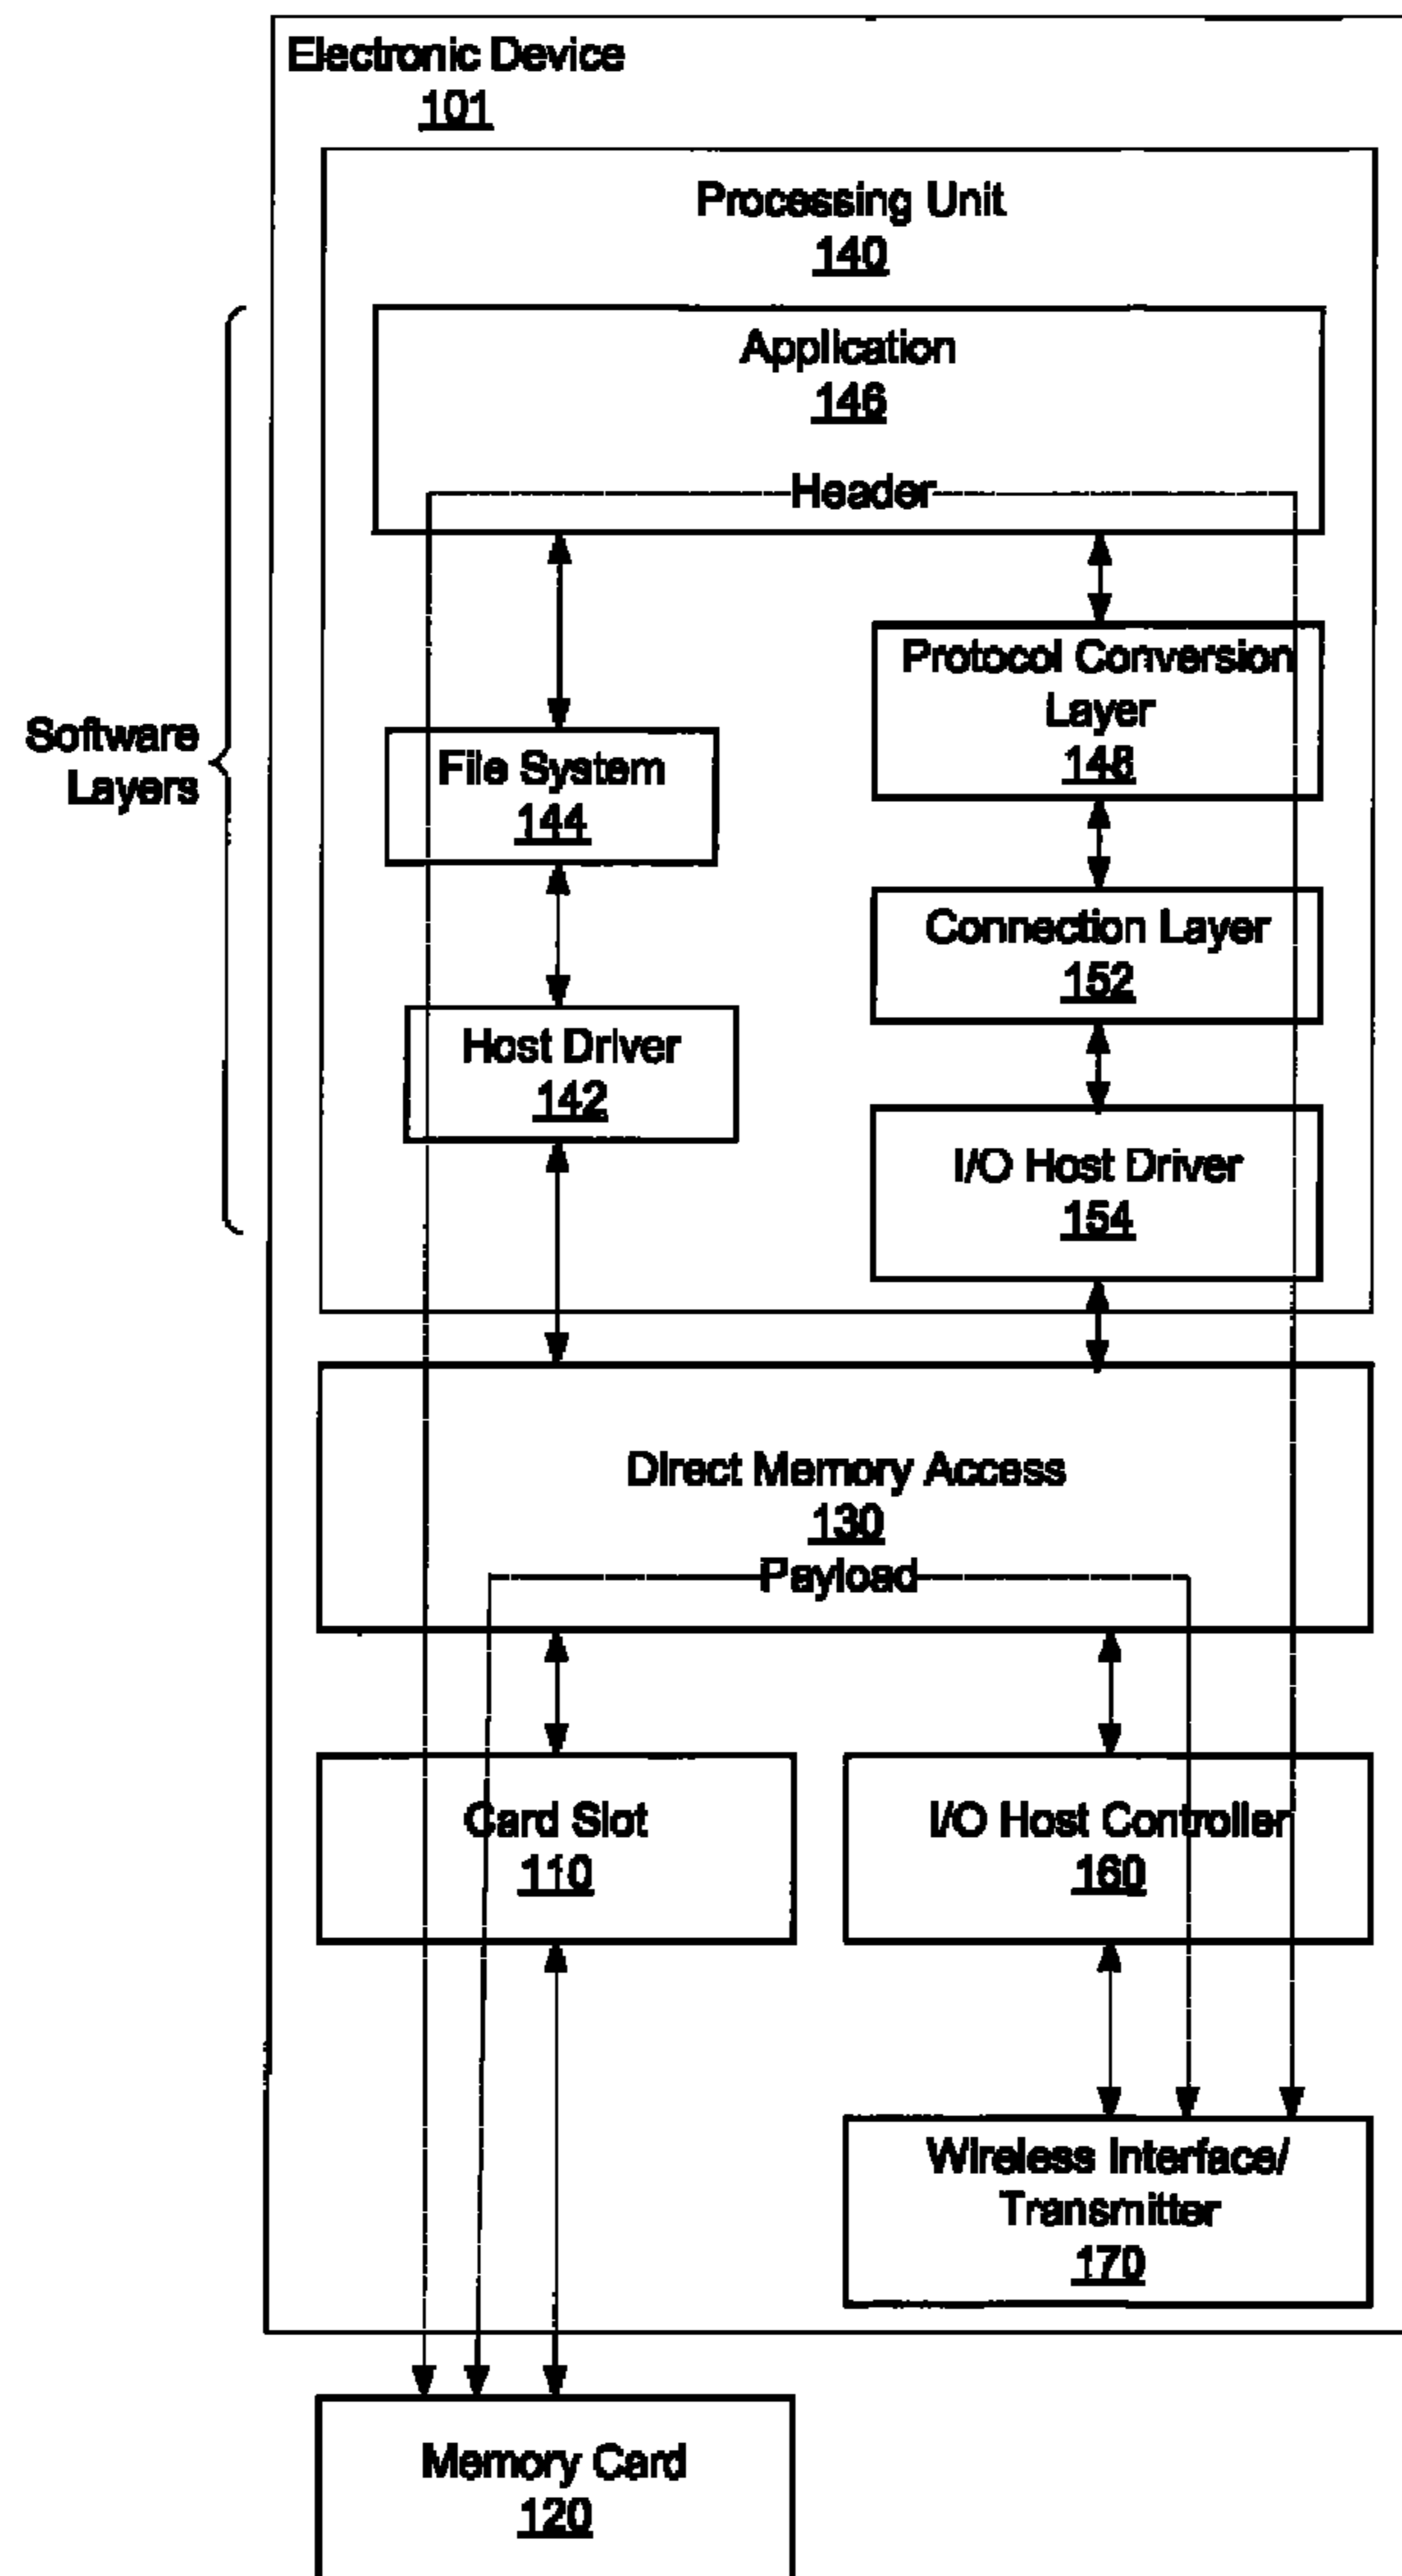 Electronic Device
101
Processing Unit
140
Application
146
Header
Protocol Conversion
Layer
148
Software
Layers
File System
144
Connection Layer
152
Host Driver
142
I/O Host Driver
154
Direct Memory Access
130
Payload
Card Slot
110
I/O Host Controller
160
Wireless Interface/
Transmitter
170
Memory Card
120